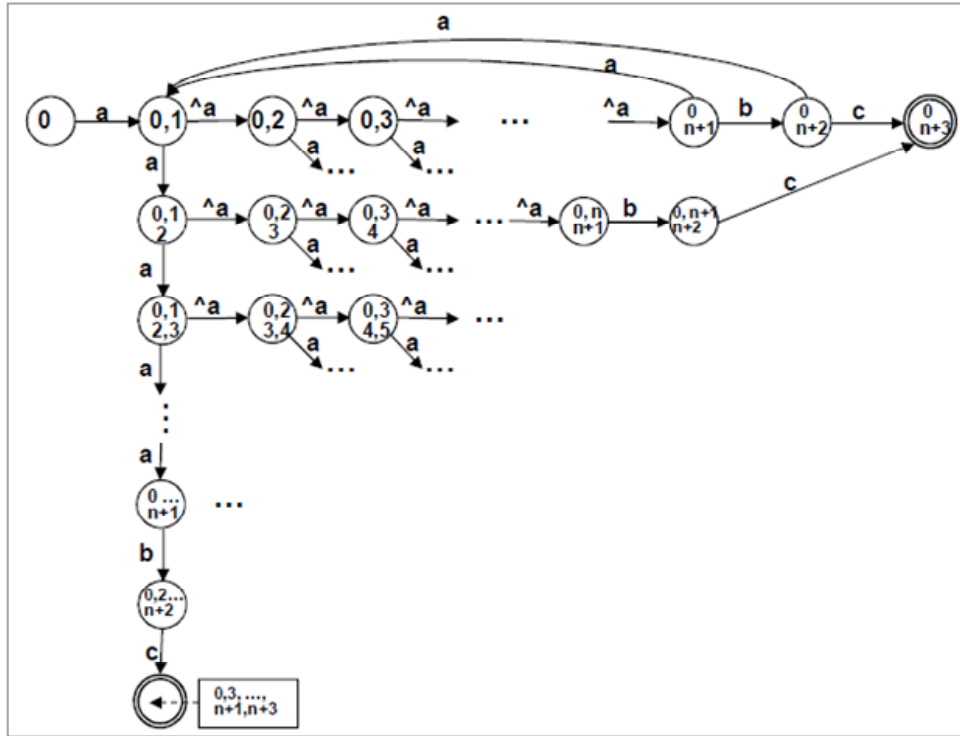 a
a
0 a 0,1 ^a 0,2 ^a 0,3 ^a ... ^a 0 b 0 c 0
n+1 n+2 n+3
a a ... a ...
c
0,1 ^a 0,2 ^a 0,3 ^a ... ^a 0, n b 0, n+1
2 3 4 n+1 n+2
a a ... a ...
0,1 ^a 0,2 ^a 0,3 ^a ...
2,3 3,4 4,5
a a ... a ...
⋮
a
0 ... ...
n+1
b
0,2...
n+2
c
0,3, ...,
n+1,n+3